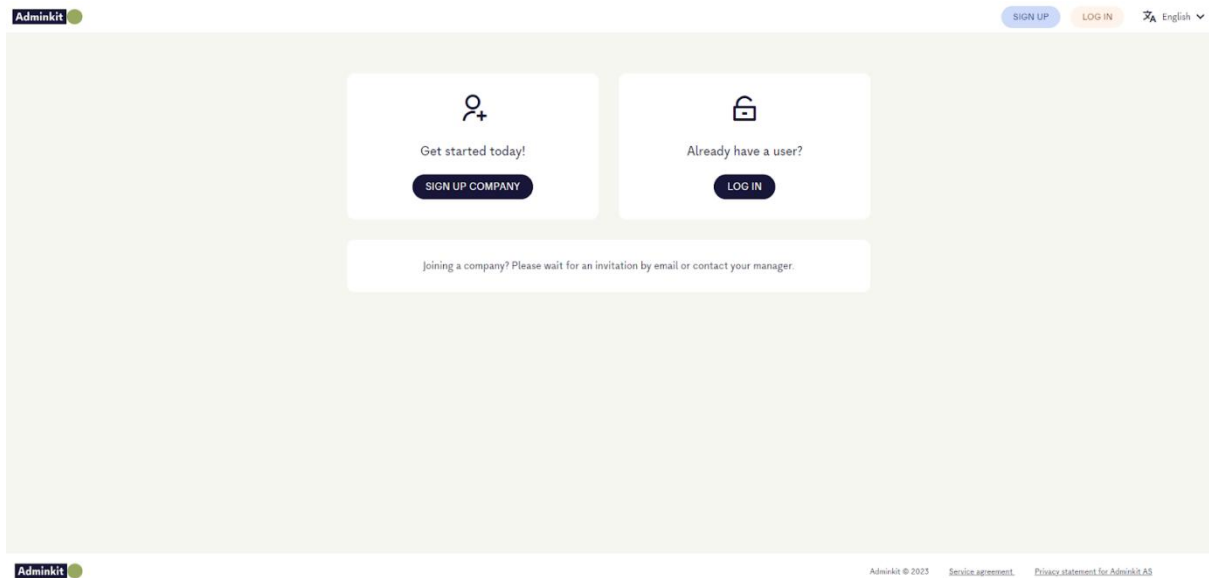 Adminkit
SIGN UP
LOG IN
English
Get started today!
SIGN UP COMPANY
Already have a user?
LOG IN
Joining a company? Please wait for an invitation by email or contact your manager.
Adminkit
Adminkit © 2023
Service agreement
Privacy statement for Adminkit AS